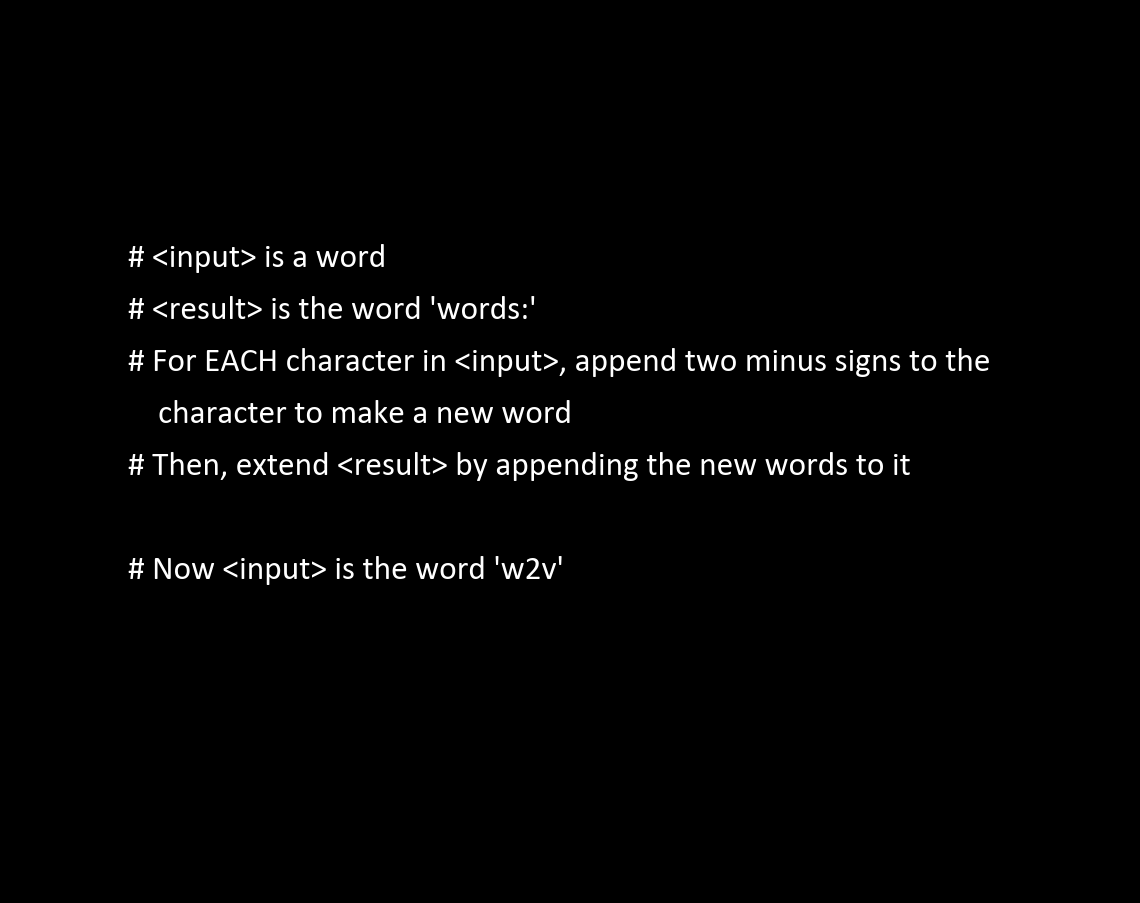 # <input> is a word
# <result> is the word 'words:'
# For EACH character in <input>, append two minus signs to the
character to make a new word
# Then, extend <result> by appending the new words to it
# Now <input> is the word 'w2v'